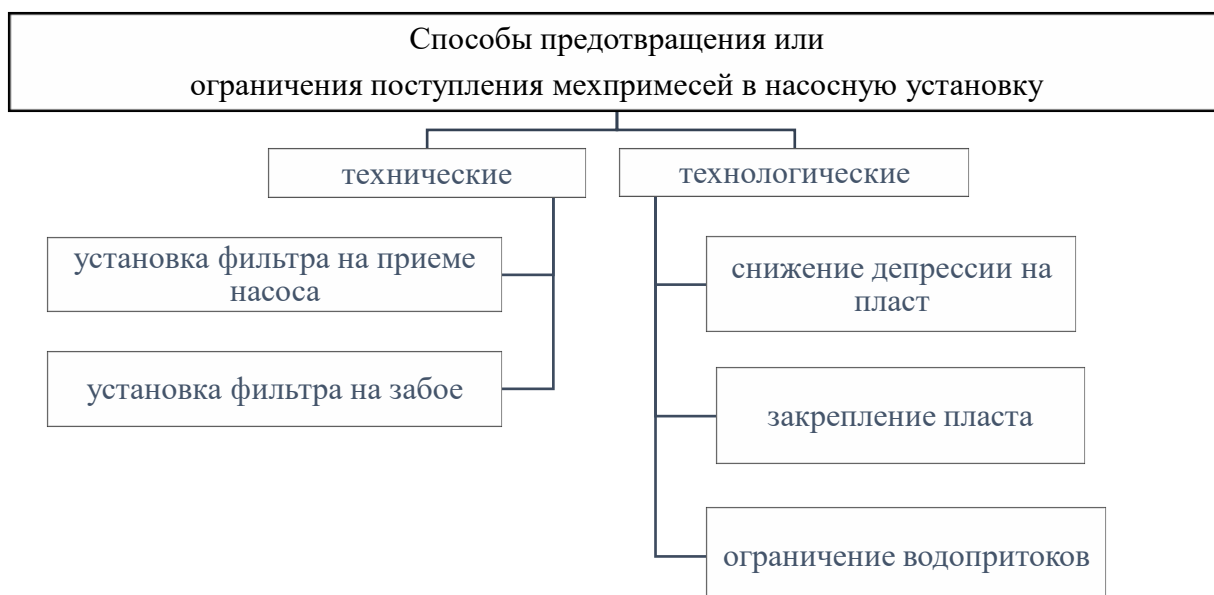 Способы предотвращения или
ограничения поступления мехпримесей в насосную установку
технические
технологические
установка фильтра на приеме
насоса
установка фильтра на забое
снижение депрессии на
пласт
закрепление пласта
ограничение водопритоков